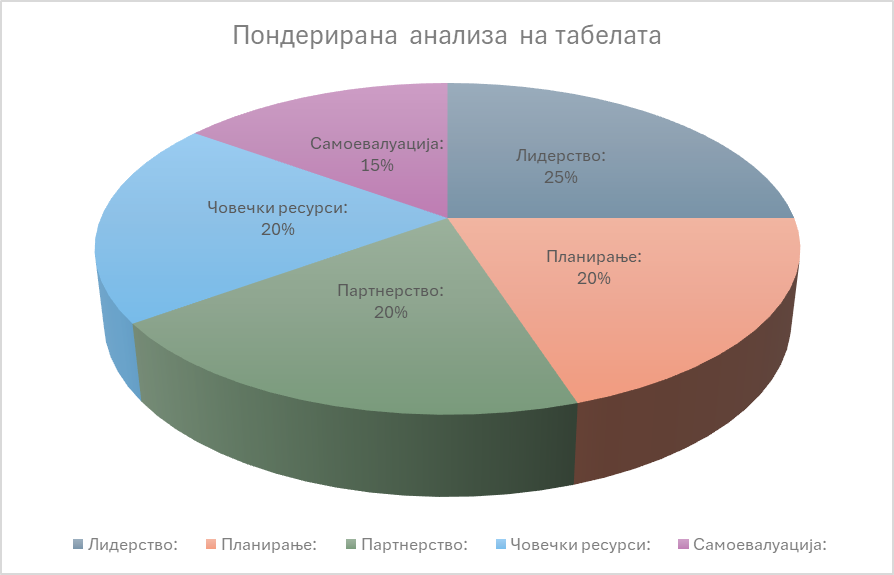 Пондерирана анализа на табелата
Самоевалуација:
15%
Лидерство:
25%
Човечки ресурси:
20%
Планирање:
20%
Партнерство:
20%
Лидерство: Планирање: Партнерство: Човечки ресурси: Самоевалуација: